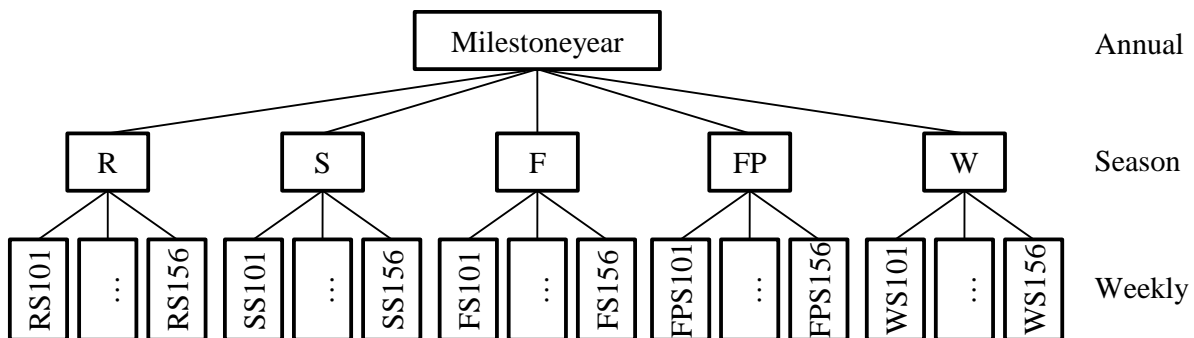 Milestoneyear Annual
R S F FP W Season
RS101 ... RS156 SS101 ... SS156 FS101 ... FS156 FPS101 ... FPS156 WS101 ... WS156 Weekly